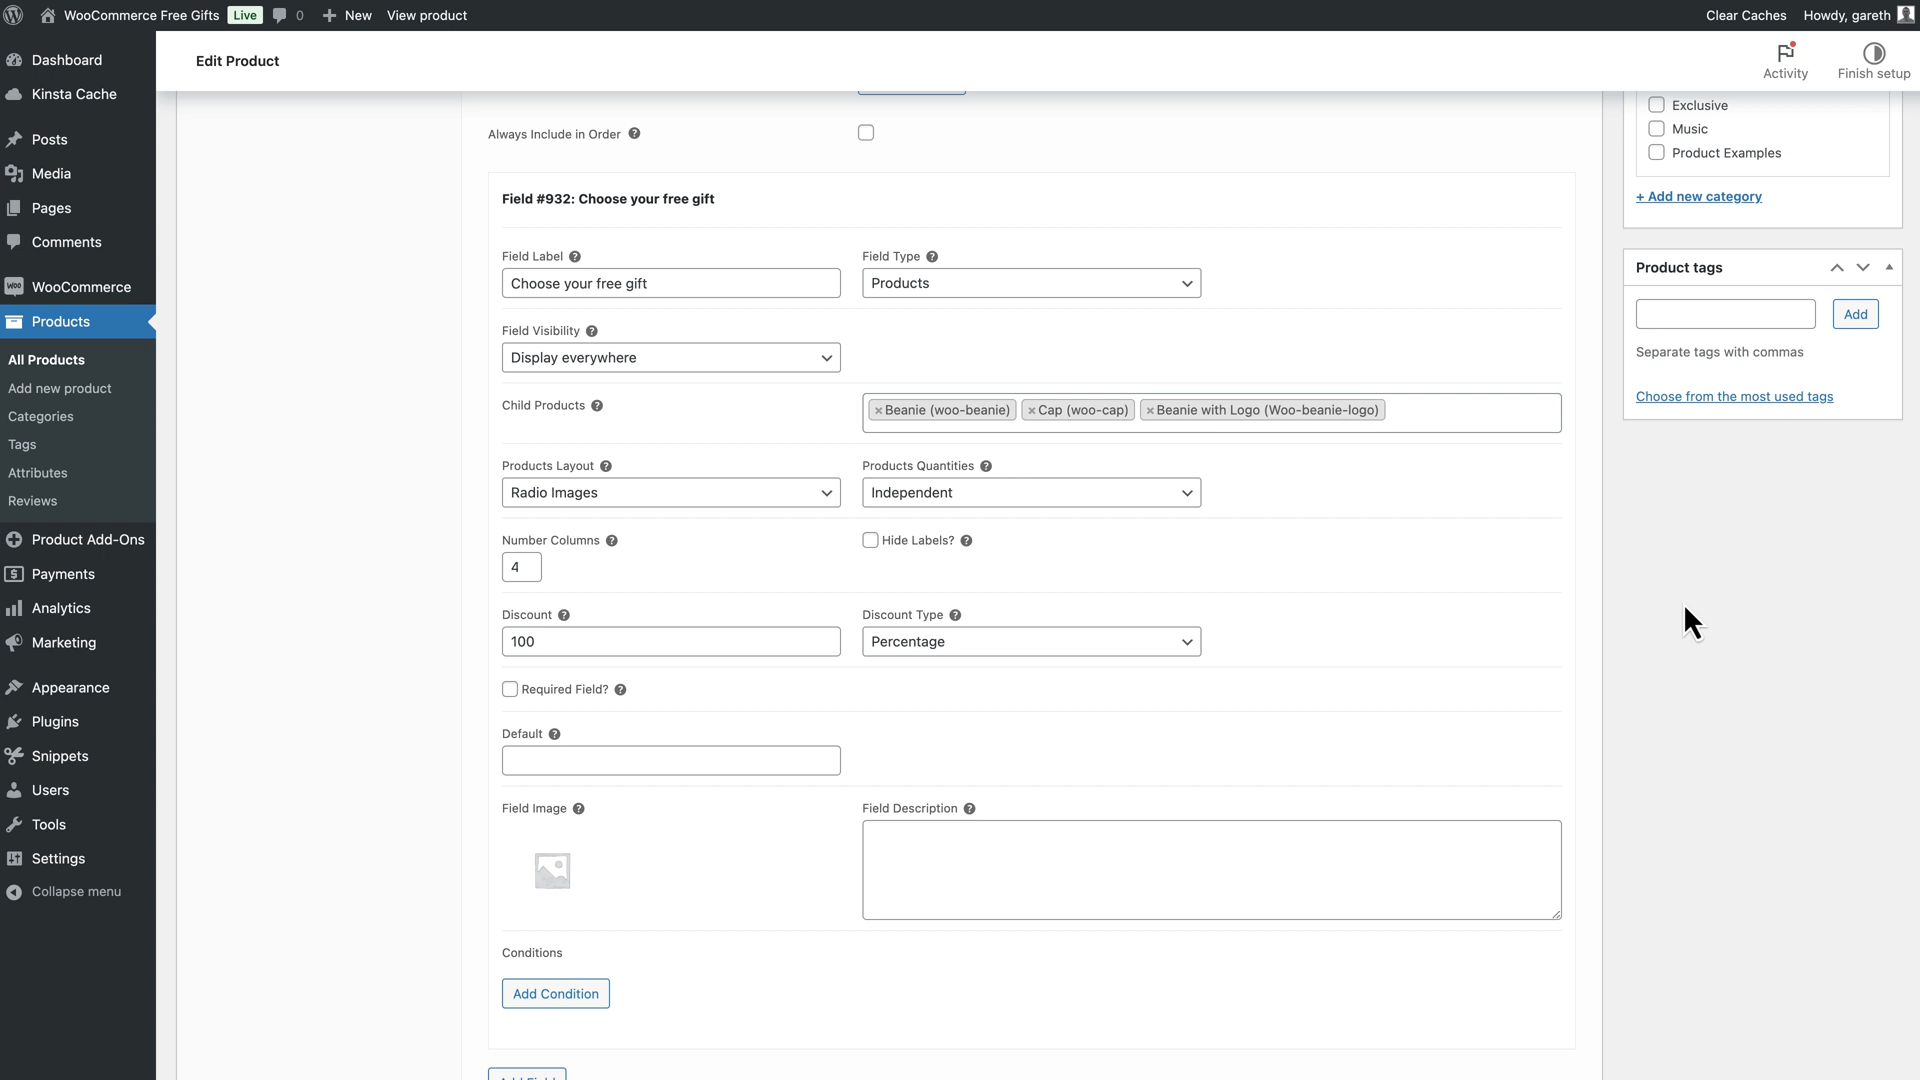 WooCommerce Free Gifts Live 0 New View product Clear Caches Howdy, gareth
Edit Product
Activity
Finish setup
Dashboard
Kinsta Cache
Posts
Media
Pages
Comments
WooCommerce
Products
All Products
Add new product
Categories
Tags
Attributes
Reviews
Product Add-Ons
Payments
Analytics
Marketing
Appearance
Plugins
Snippets
Users
Tools
Settings
Collapse menu
Always Include in Order
Field #932: Choose your free gift
Field Label
Choose your free gift
Field Type
Products
Field Visibility
Display everywhere
Child Products
×Beanie (woo-beanie) ×Cap (woo-cap) ×Beanie with Logo (Woo-beanie-logo)
Products Layout
Radio Images
Products Quantities
Independent
Number Columns
4
Hide Labels?
Discount
100
Discount Type
Percentage
Required Field?
Default
Field Image
Field Description
Conditions
Add Condition
Add Field
Exclusive
Music
Product Examples
+ Add new category
Product tags
Add
Separate tags with commas
Choose from the most used tags